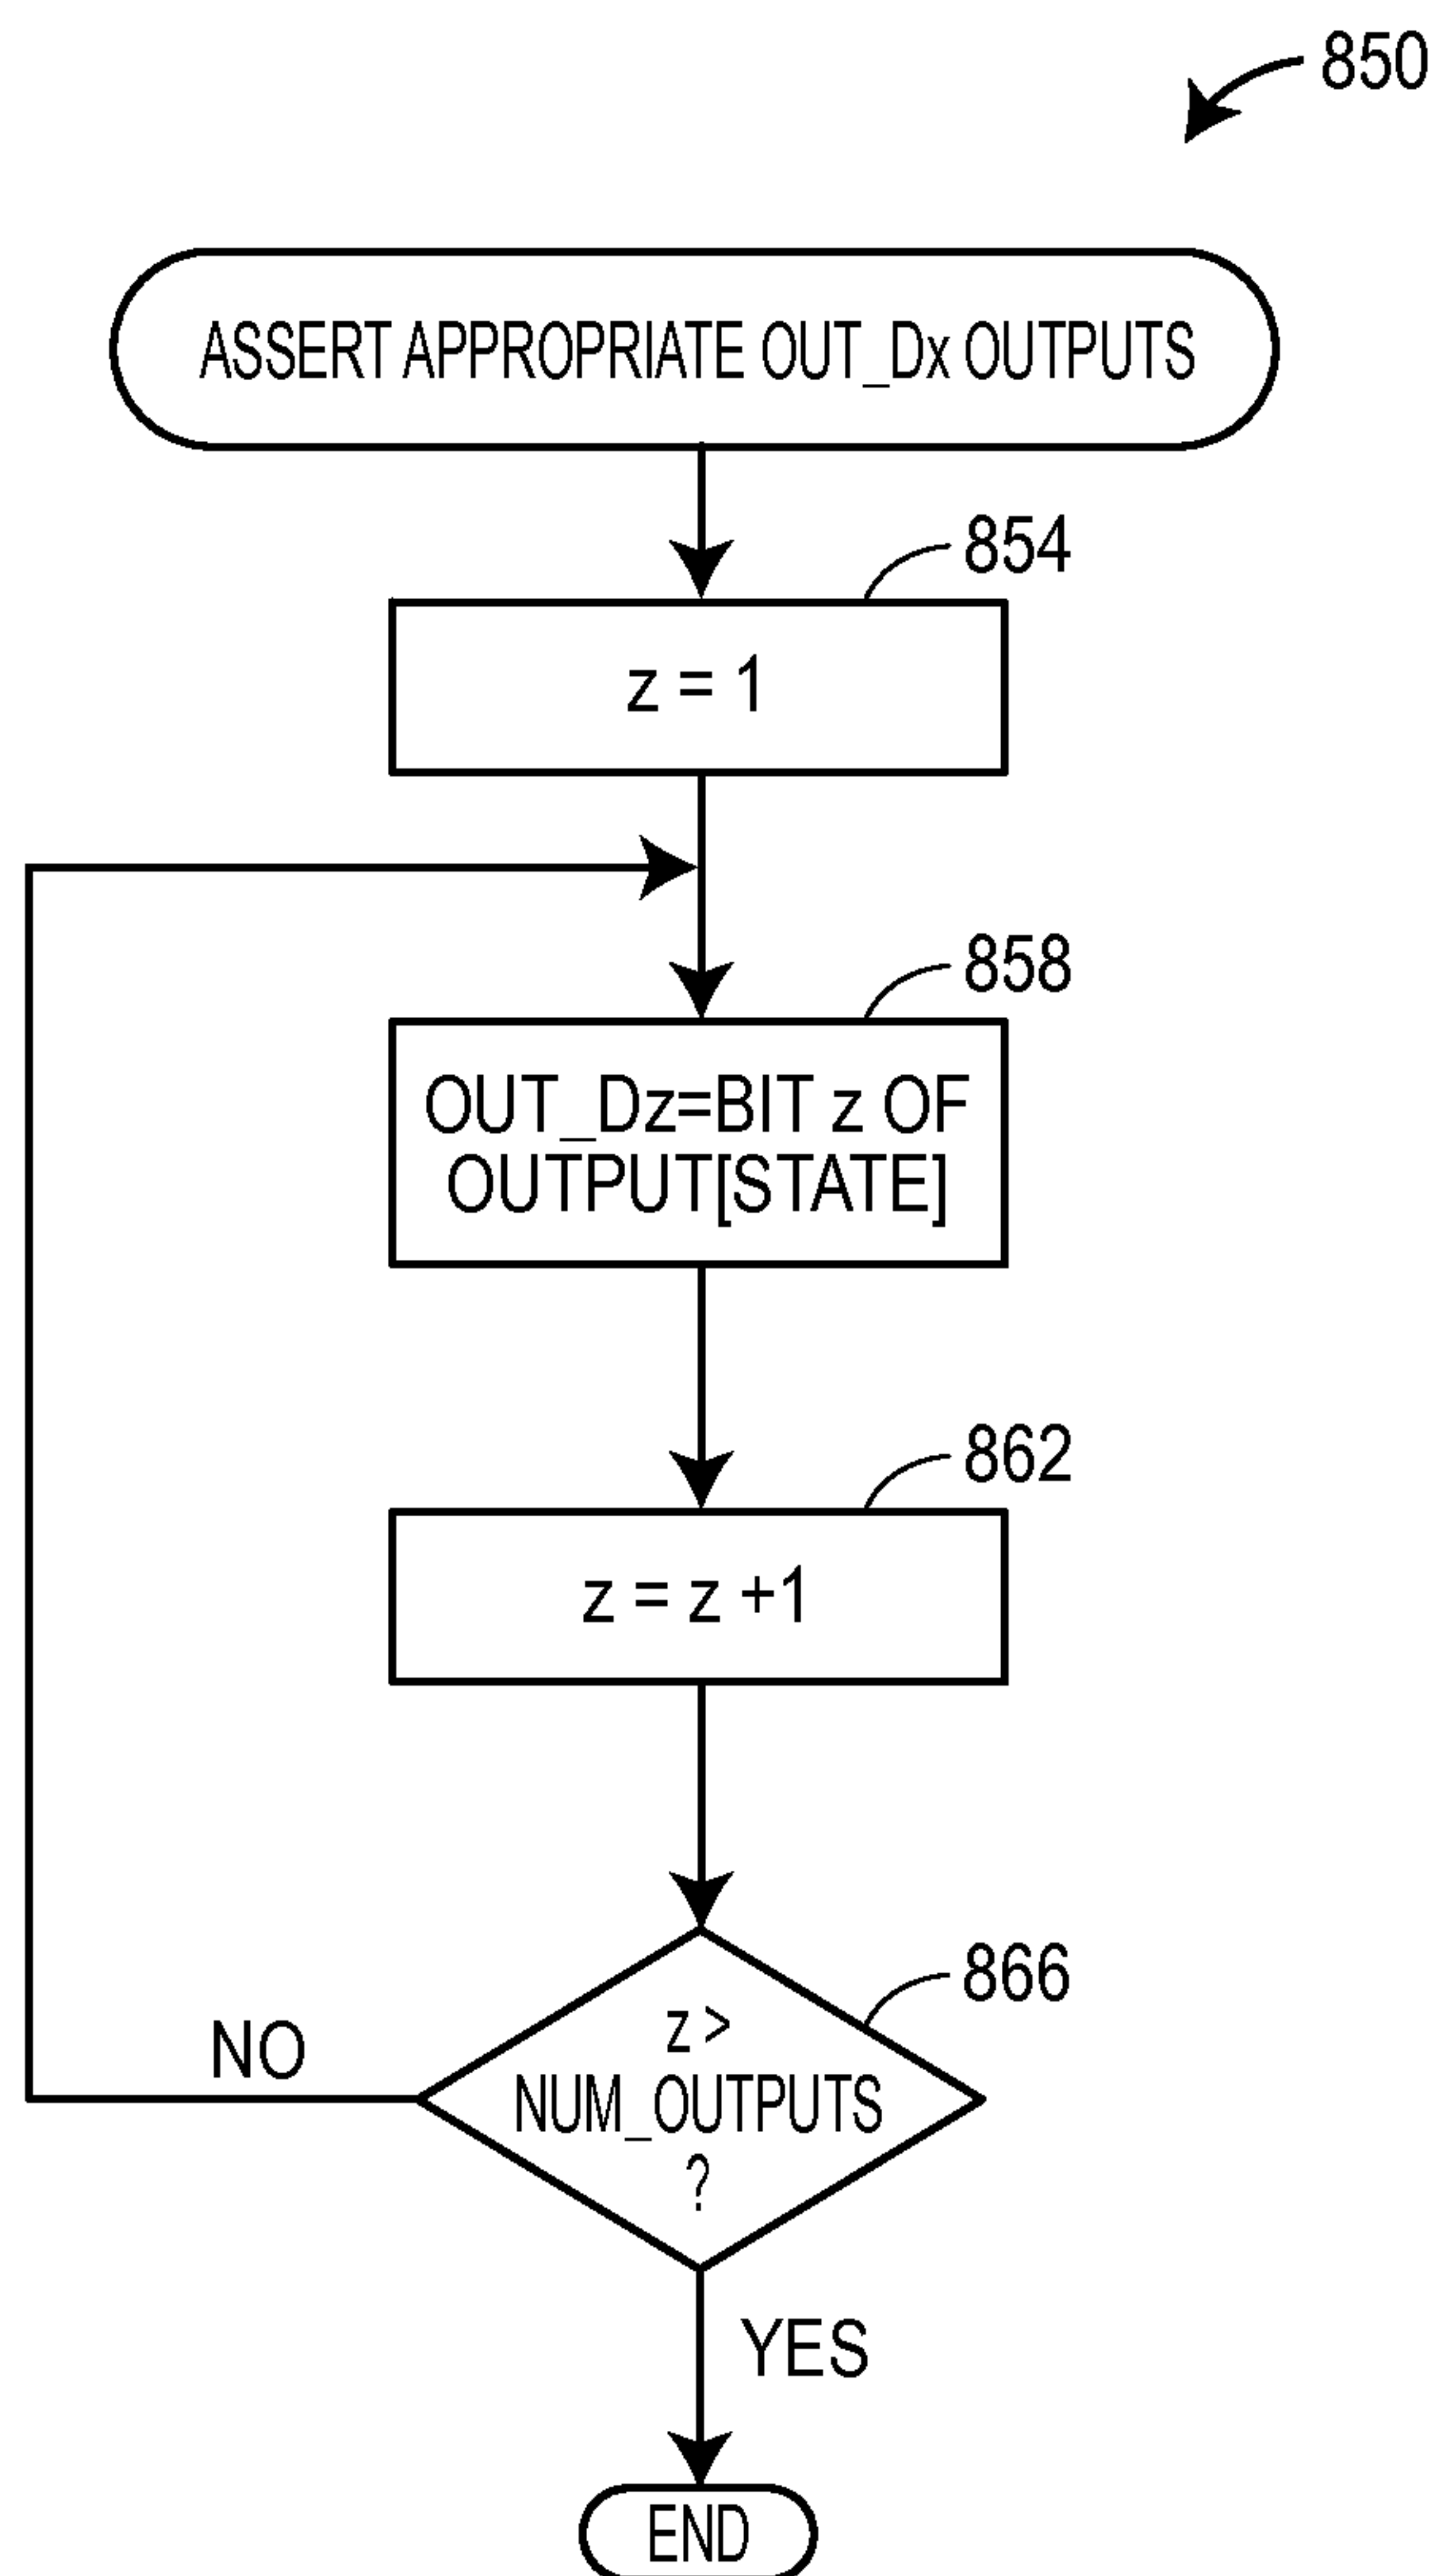 850
ASSERT APPROPRIATE OUT_Dx OUTPUTS
854
z = 1
858
OUT_Dz=BIT z OF
OUTPUT[STATE]
862
z = z +1
866
z >
NUM_OUTPUTS
?
NO
YES
END